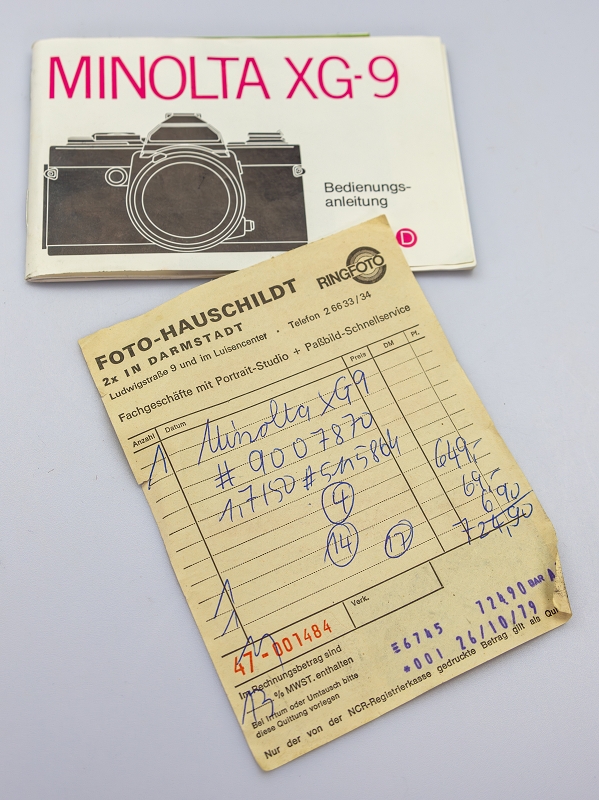 MINOLTA XG-9
Bedienungs-
anleitung
D
FOTO-HAUSCHILDT
RINGFOTO
2x IN DARMSTADT
Ludwigstraße 9 und im Luisencenter · Telefon 2 66 33 / 34
Fachgeschäfte mit Portrait-Studio + Paßbild-Schnellservice
Anzahl Datum Preis DM Pf.
1 Minolta XG9
# 9007870
1,7/50 # 5115864 649,-
4 69,-
14 17 6,90
724,90
1
Verk.
47-001484
Im Rechnungsbetrag sind
13 % MWST. enthalten
Bei Irrtum oder Umtausch bitte
diese Quittung vorlegen
≡6745 72490 BAR A
*001 26/10/79
Nur der von der NCR-Registrierkasse gedruckte Betrag gilt als